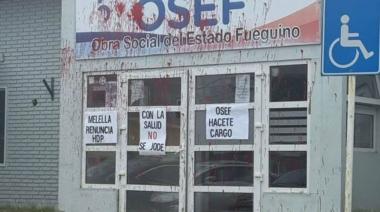 OSEF
Obra Social del Estado Fueguino
MELELLA
RENUNCIA
HDP
CON LA
SALUD
NO
SE JODE
OSEF
HACETE
CARGO